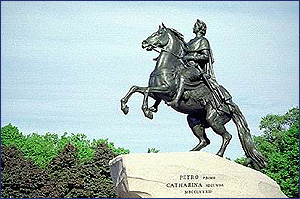 PETRO primo
CATHARINA secunda
MDCCLXXXII